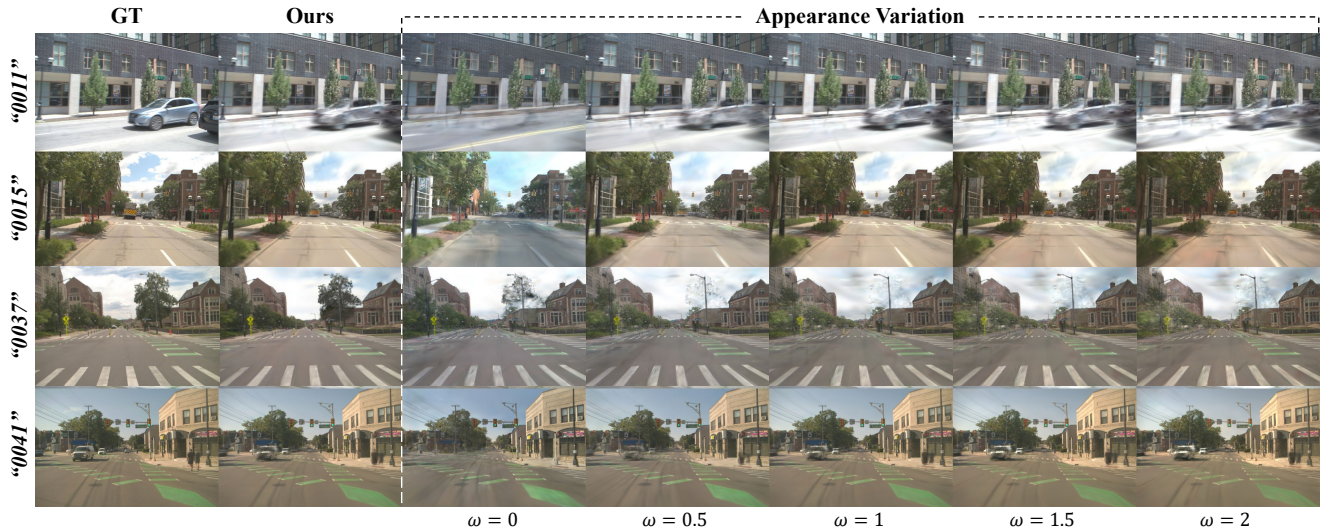 GT Ours Appearance Variation
“0011”
“0015”
“0037”
“0041”
ω = 0 ω = 0.5 ω = 1 ω = 1.5 ω = 2